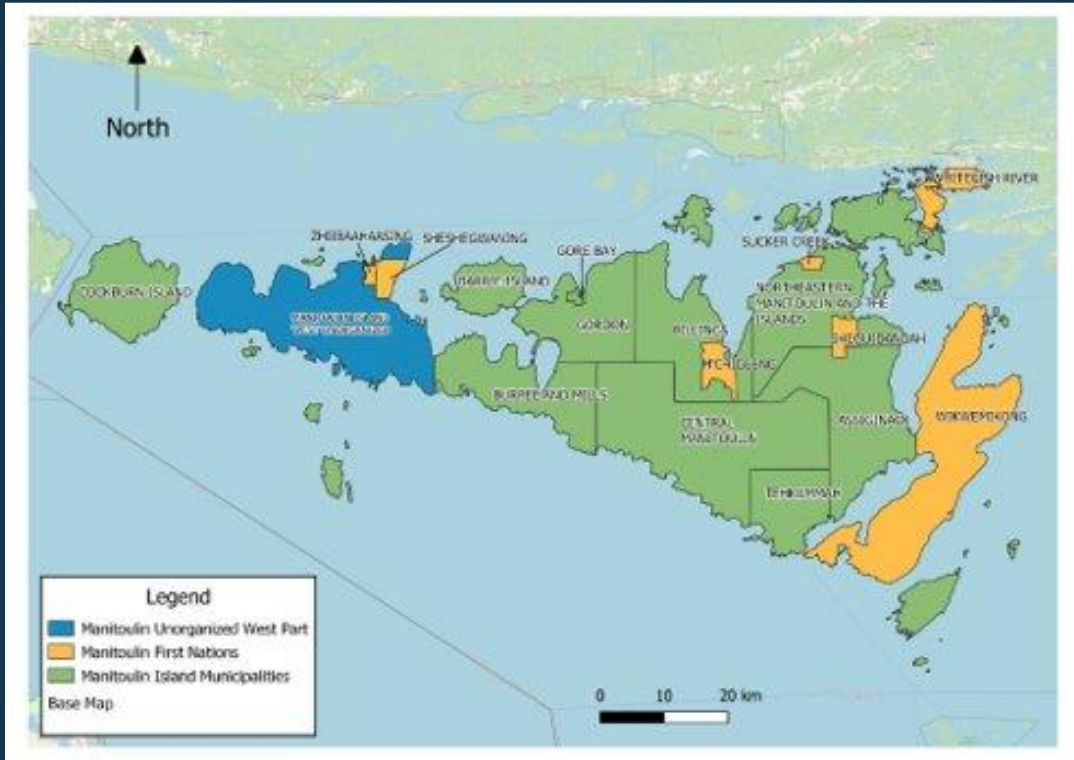 North
WHITEFISH RIVER
ZHIIBAAHAASING
SHESHEGWANING
GORE BAY
SUCKER CREEK
COCKBURN ISLAND
BARRIE ISLAND
NORTHEASTERN
MANITOULIN AND THE
ISLANDS
GORDON
BILLINGS
SHEGUIANDAH
M'CHIGEENG
BURPEE AND MILLS
CENTRAL
MANITOULIN
ASSIGINACK
WIKWEMIKONG
TEHKUMMAH
Legend
Manitoulin Unorganized West Part
Manitoulin First Nations
Manitoulin Island Municipalities
Base Map
0 10 20 km